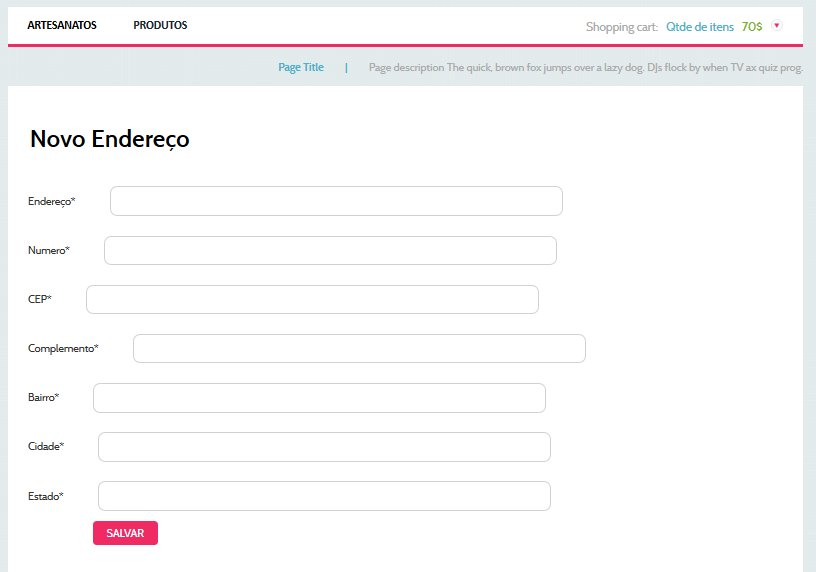 ARTESANATOS PRODUTOS Shopping cart: Qtde de itens 70$
Page Title | Page description The quick, brown fox jumps over a lazy dog. DJs flock by when TV ax quiz prog.
Novo Endereço
Endereço*
Numero*
CEP*
Complemento*
Bairro*
Cidade*
Estado*
SALVAR